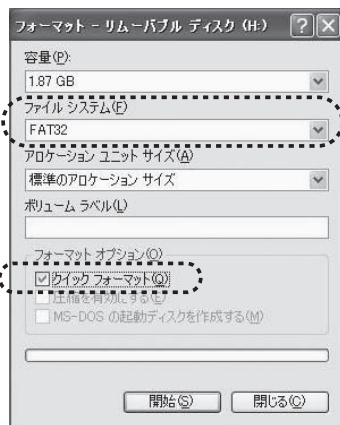 フォーマット - リムーバブル ディスク (H:)
容量(P):
1.87 GB
ファイル システム(F)
FAT32
アロケーション ユニット サイズ(A)
標準のアロケーション サイズ
ボリューム ラベル(L)
フォーマット オプション(O)
クイック フォーマット(Q)
圧縮を有効にする(E)
MS-DOS の起動ディスクを作成する(M)
開始(S)
閉じる(C)